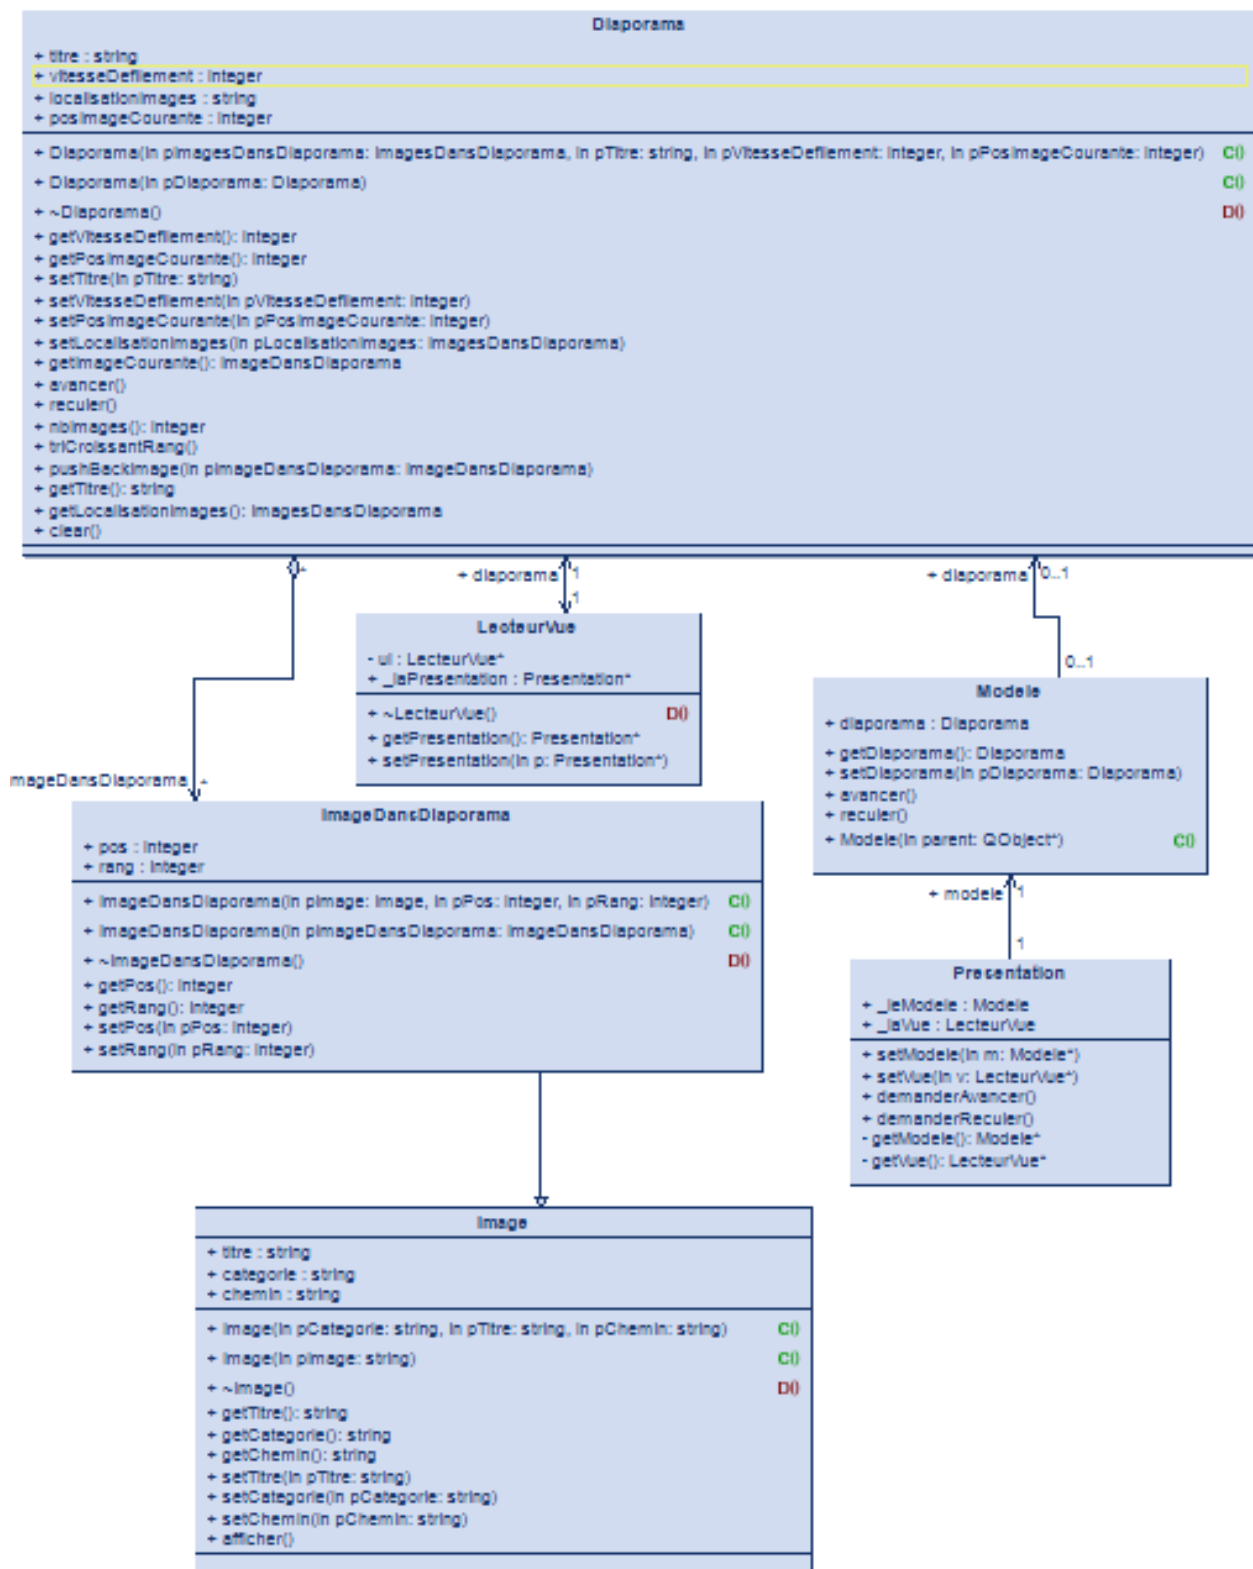 Diaporama
+ titre : string
+ vitesseDefilement : Integer
+ localisationImages : string
+ posImageCourante : Integer
+ Diaporama(In pImagesDansDiaporama: ImagesDansDiaporama, In pTitre: string, In pVitesseDefilement: Integer, In pPosImageCourante: Integer) C()
+ Diaporama(In pDiaporama: Diaporama) C()
+ ~Diaporama() D()
+ getVitesseDefilement(): Integer
+ getPosImageCourante(): Integer
+ setTitre(In pTitre: string)
+ setVitesseDefilement(In pVitesseDefilement: Integer)
+ setPosImageCourante(In pPosImageCourante: Integer)
+ setLocalisationImages(In pLocalisationImages: ImagesDansDiaporama)
+ getImageCourante(): ImageDansDiaporama
+ avancer()
+ reculer()
+ nbImages(): Integer
+ triCroissantRang()
+ pushBackImage(In pImageDansDiaporama: ImageDansDiaporama)
+ getTitre(): string
+ getLocalisationImages(): ImagesDansDiaporama
+ clear()
*
+ diaporama 1
1
+ diaporama 0..1
0..1
LecteurVue
- ui : LecteurVue*
+ _laPresentation : Presentation*
+ ~LecteurVue() D()
+ getPresentation(): Presentation*
+ setPresentation(In p: Presentation*)
Modele
+ diaporama : Diaporama
+ getDiaporama(): Diaporama
+ setDiaporama(In pDiaporama: Diaporama)
+ avancer()
+ reculer()
+ Modele(In parent: QObject*) C()
mageDansDiaporama *
ImageDansDiaporama
+ pos : Integer
+ rang : Integer
+ ImageDansDiaporama(In pImage: Image, In pPos: Integer, In pRang: Integer) C()
+ ImageDansDiaporama(In pImageDansDiaporama: ImageDansDiaporama) C()
+ ~ImageDansDiaporama() D()
+ getPos(): Integer
+ getRang(): Integer
+ setPos(In pPos: Integer)
+ setRang(In pRang: Integer)
+ modele 1
1
Presentation
+ _leModele : Modele
+ _laVue : LecteurVue
+ setModele(In m: Modele*)
+ setVue(In v: LecteurVue*)
+ demanderAvancer()
+ demanderReculer()
- getModele(): Modele*
- getVue(): LecteurVue*
Image
+ titre : string
+ categorie : string
+ chemin : string
+ Image(In pCategorie: string, In pTitre: string, In pChemin: string) C()
+ Image(In pImage: string) C()
+ ~Image() D()
+ getTitre(): string
+ getCategorie(): string
+ getChemin(): string
+ setTitre(In pTitre: string)
+ setCategorie(In pCategorie: string)
+ setChemin(In pChemin: string)
+ afficher()